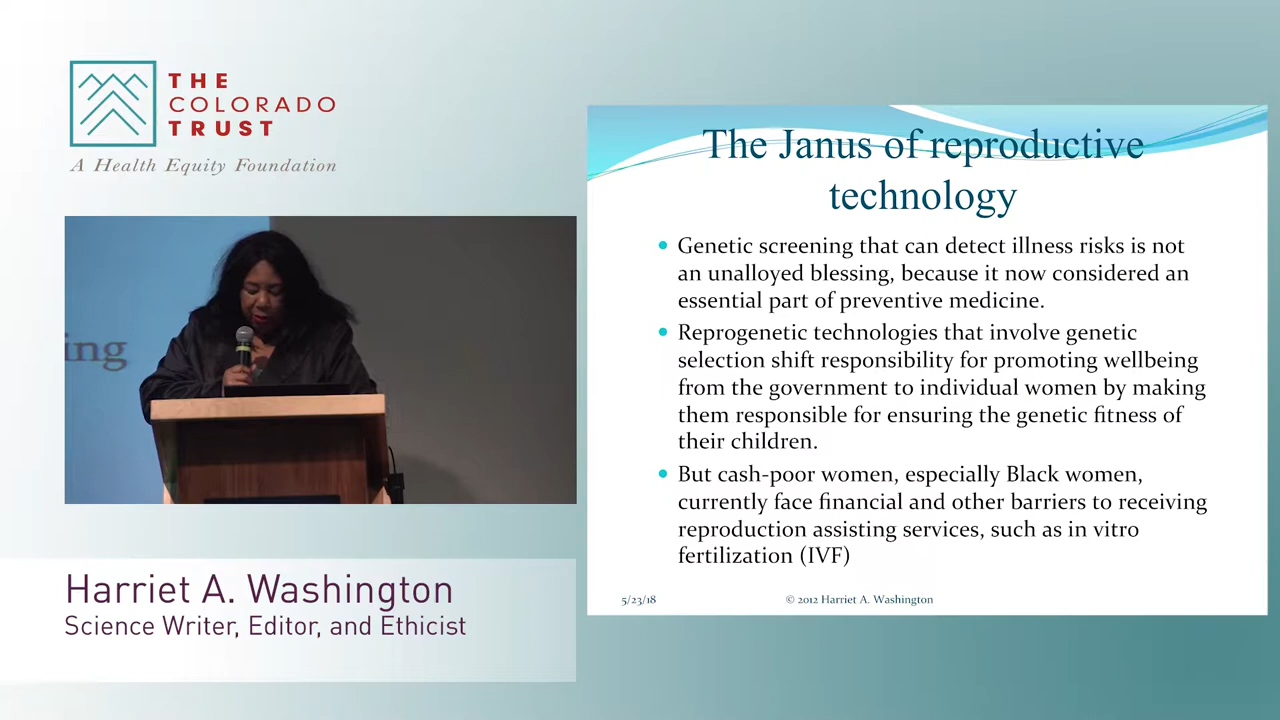 THE
COLORADO
TRUST
A Health Equity Foundation
ing
Harriet A. Washington
Science Writer, Editor, and Ethicist
The Janus of reproductive
technology
Genetic screening that can detect illness risks is not
an unalloyed blessing, because it now considered an
essential part of preventive medicine.
Reprogenetic technologies that involve genetic
selection shift responsibility for promoting wellbeing
from the government to individual women by making
them responsible for ensuring the genetic fitness of
their children.
But cash-poor women, especially Black women,
currently face financial and other barriers to receiving
reproduction assisting services, such as in vitro
fertilization (IVF)
5/23/18
© 2012 Harriet A. Washington